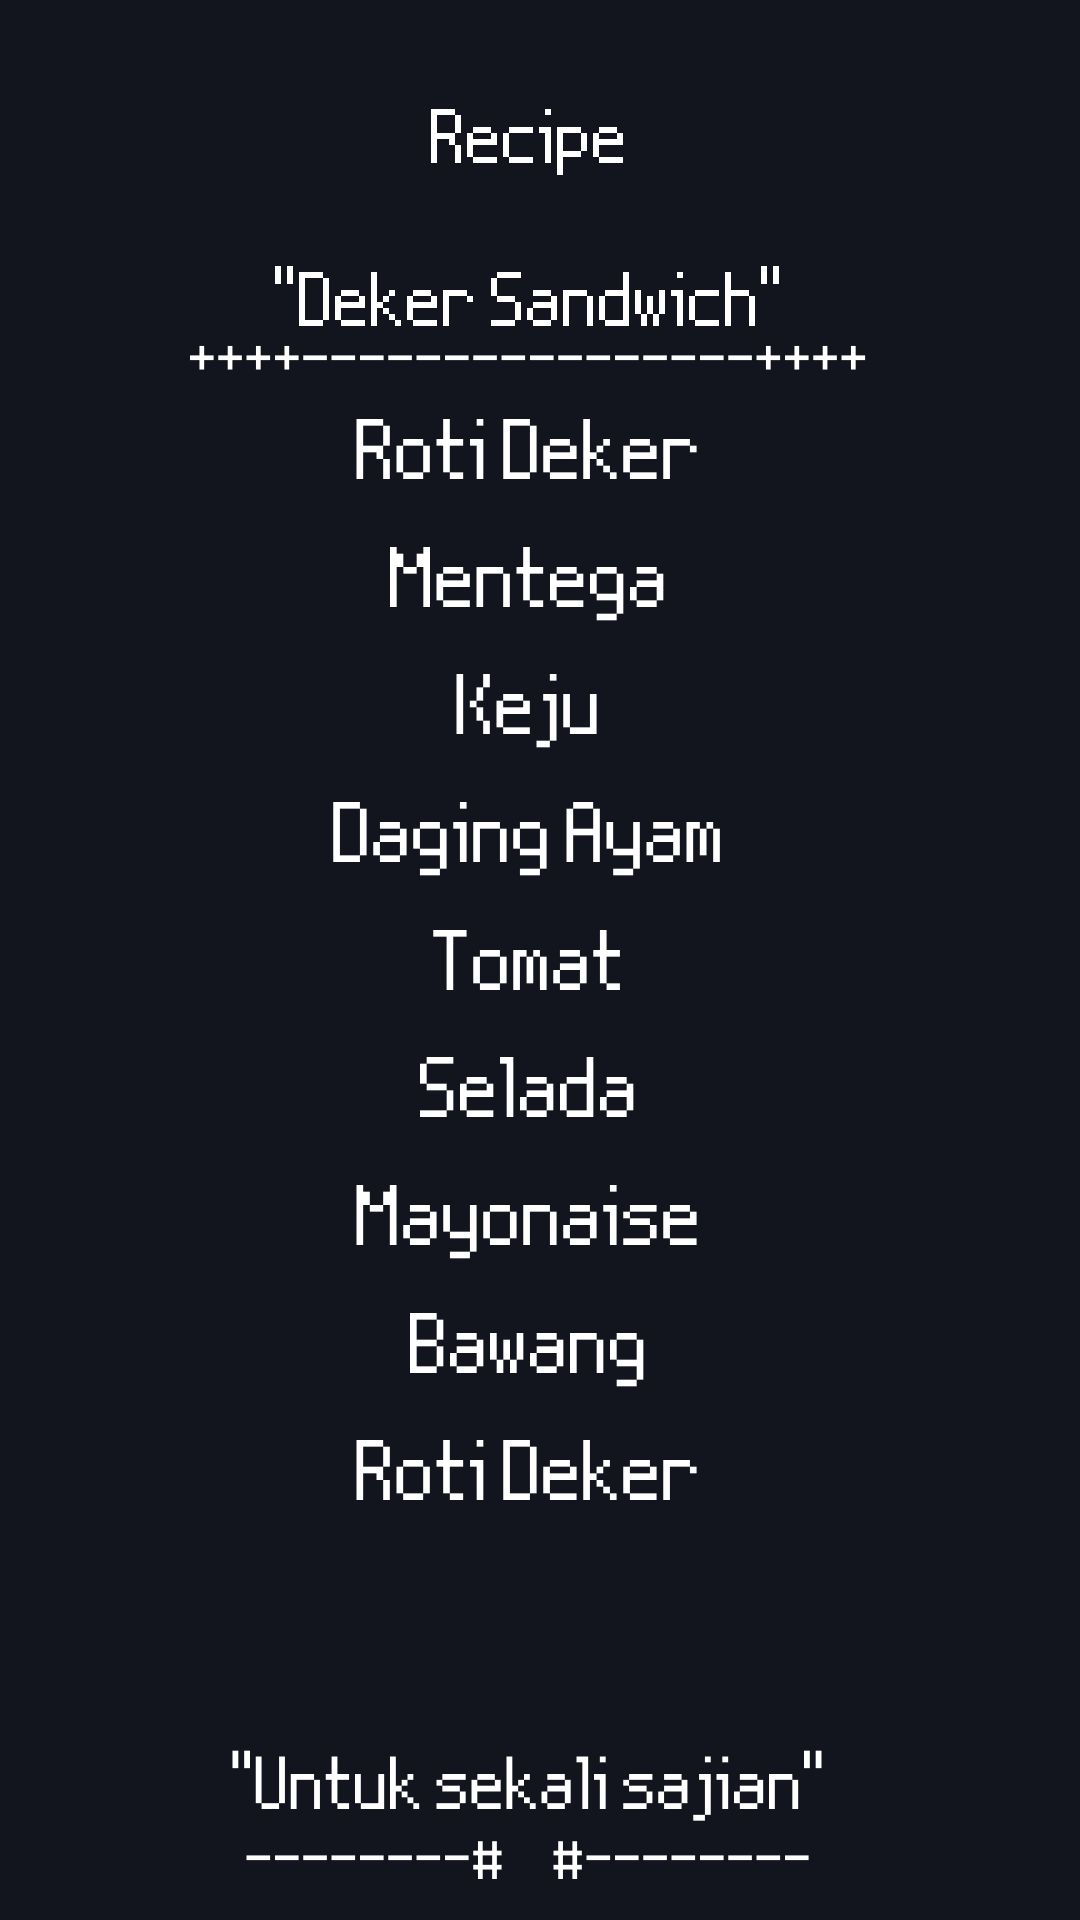 Recipe
"Deker Sandwich"
++++----------------++++
Roti Deker
Mentega
Keju
Daging Ayam
Tomat
Selada
Mayonaise
Bawang
Roti Deker
"Untuk sekali sajian"
--------# #--------